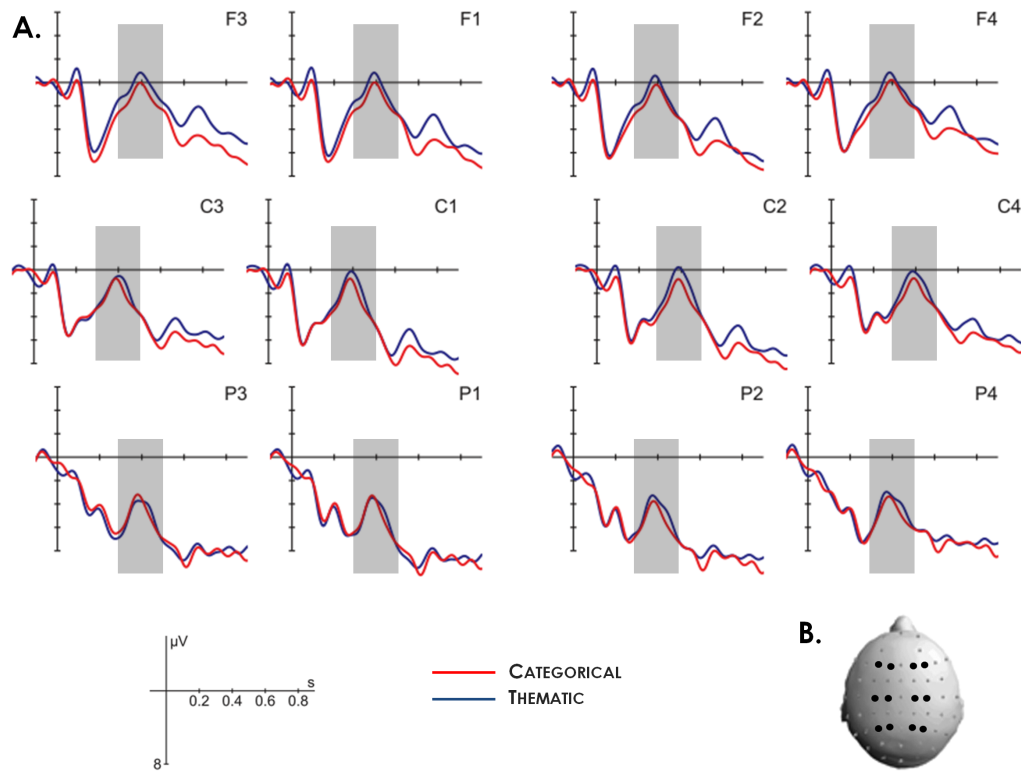 A.
F3
F1
F2
F4
C3
C1
C2
C4
P3
P1
P2
P4
µV
s
0.2 0.4 0.6 0.8
8
CATEGORICAL
THEMATIC
B.